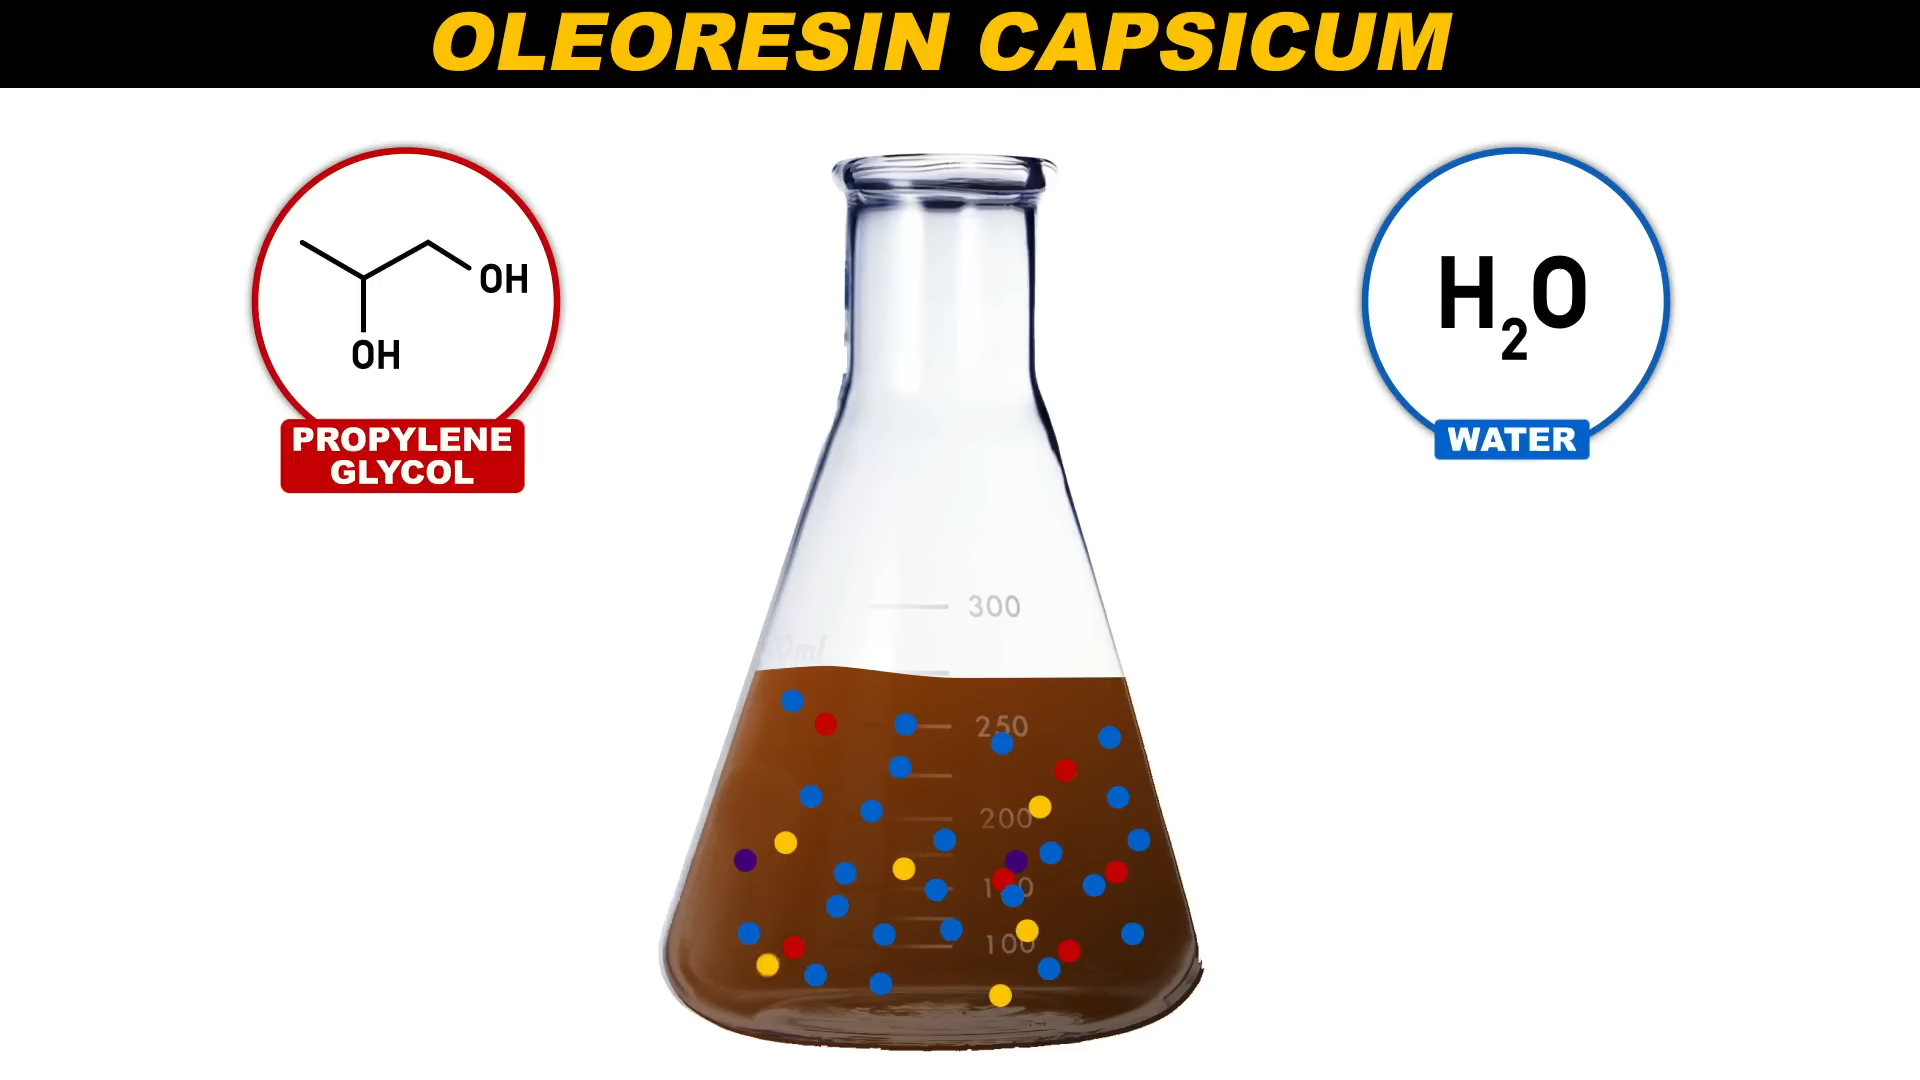 OLEORESIN CAPSICUM
OH
OH
PROPYLENE
GLYCOL
H2O
WATER
300
250
200
100